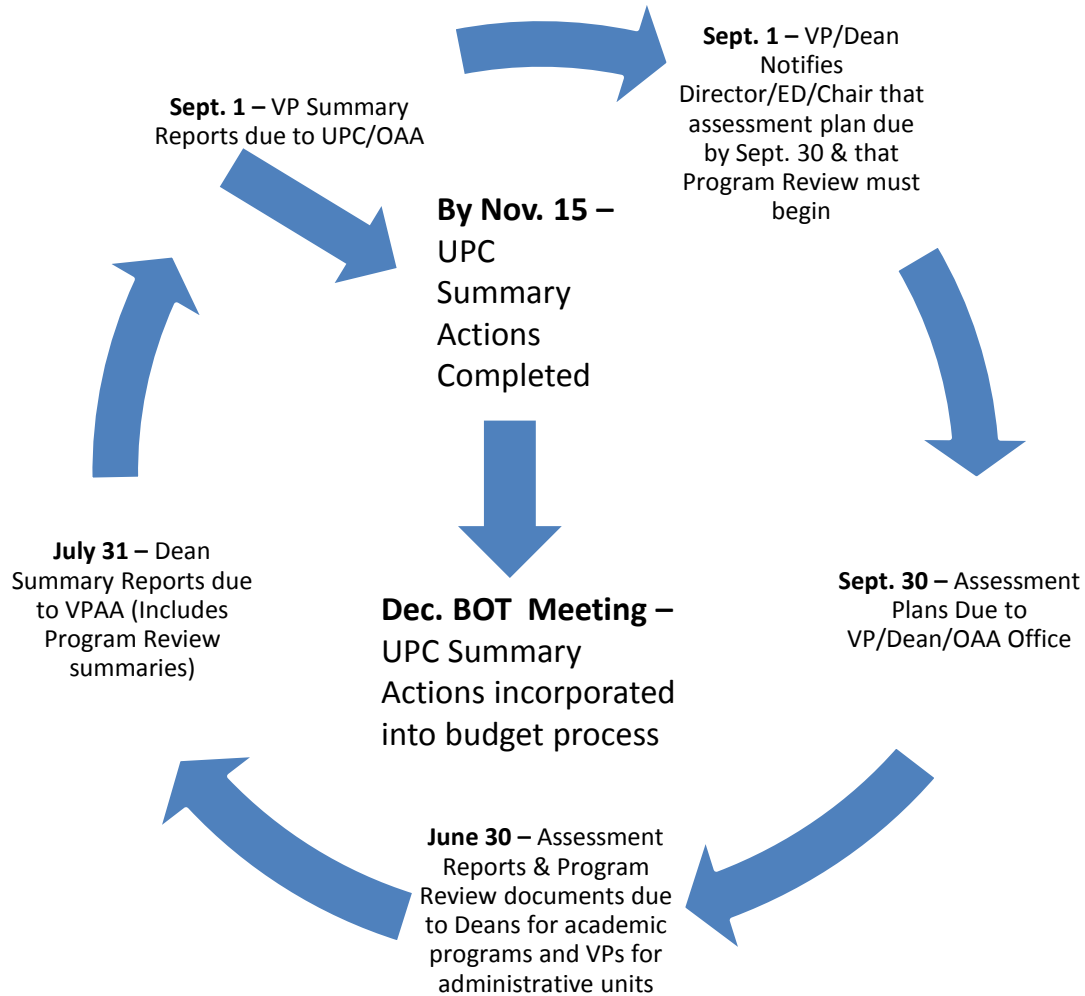 Sept. 1 – VP Summary
Reports due to UPC/OAA
Sept. 1 – VP/Dean
Notifies
Director/ED/Chair that
assessment plan due
by Sept. 30 & that
Program Review must
begin
By Nov. 15 –
UPC
Summary
Actions
Completed
July 31 – Dean
Summary Reports due
to VPAA (Includes
Program Review
summaries)
Dec. BOT Meeting –
UPC Summary
Actions incorporated
into budget process
Sept. 30 – Assessment
Plans Due to
VP/Dean/OAA Office
June 30 – Assessment
Reports & Program
Review documents due
to Deans for academic
programs and VPs for
administrative units